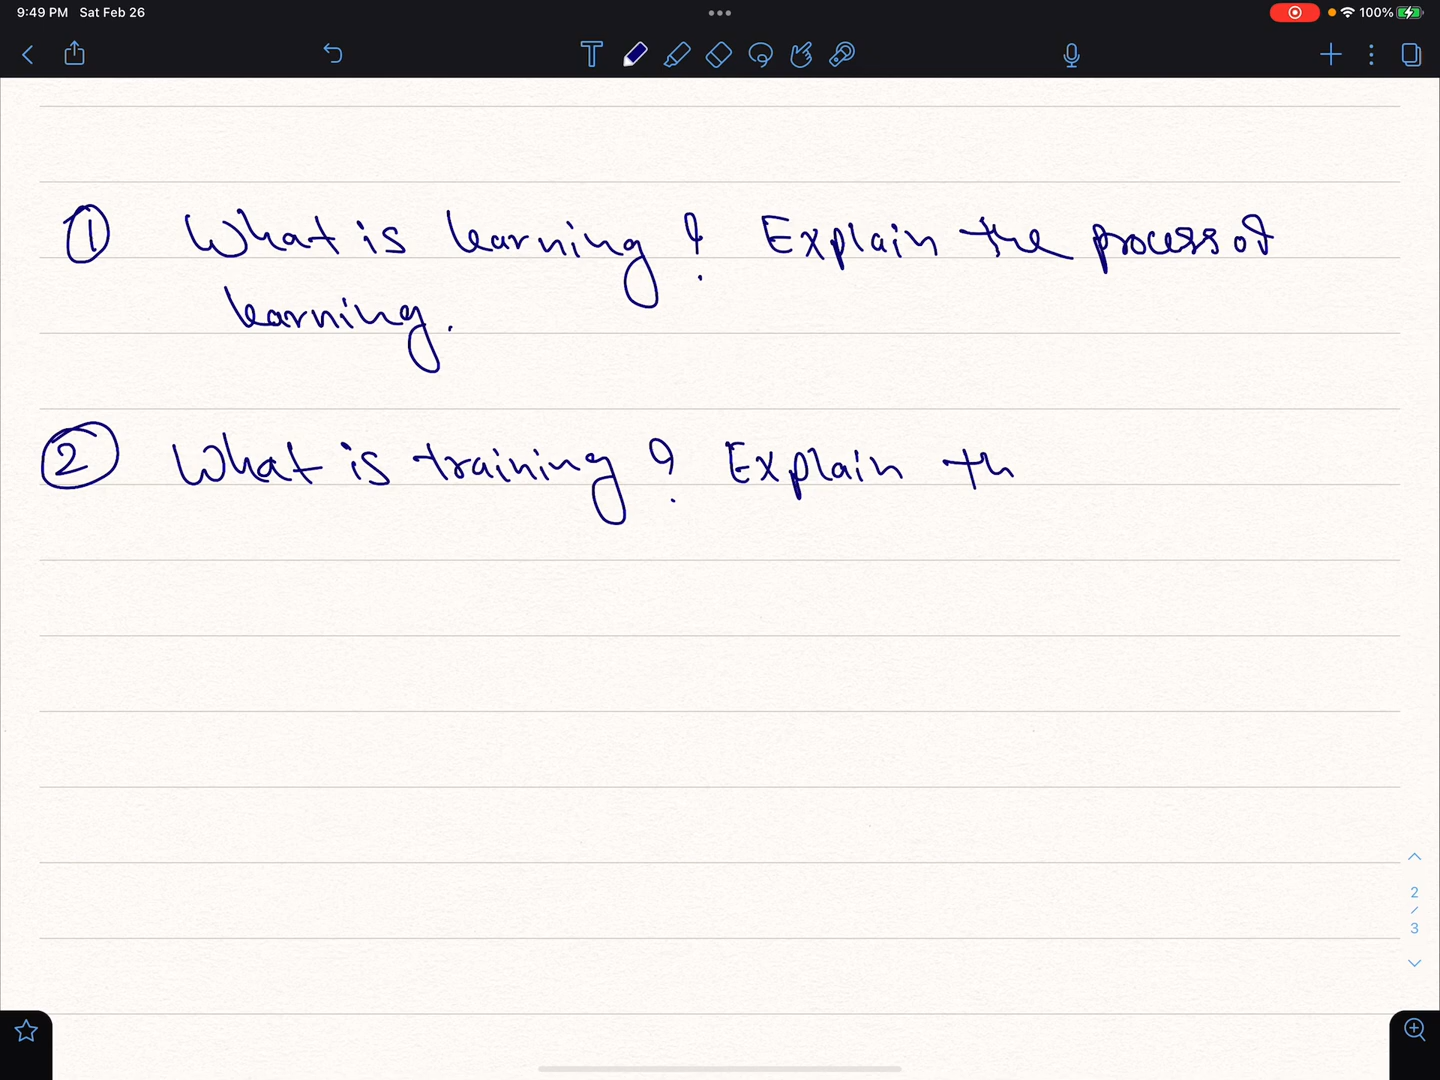 9:49 PM Sat Feb 26
100%
① What is learning? Explain the process of
learning.
② What is training? Explain th
2
/
3